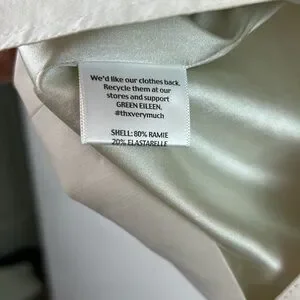 We'd like our clothes back.
Recycle them at our
stores and support
GREEN EILEEN.
#thxverymuch
SHELL: 80% RAMIE
20% ELASTARELLE